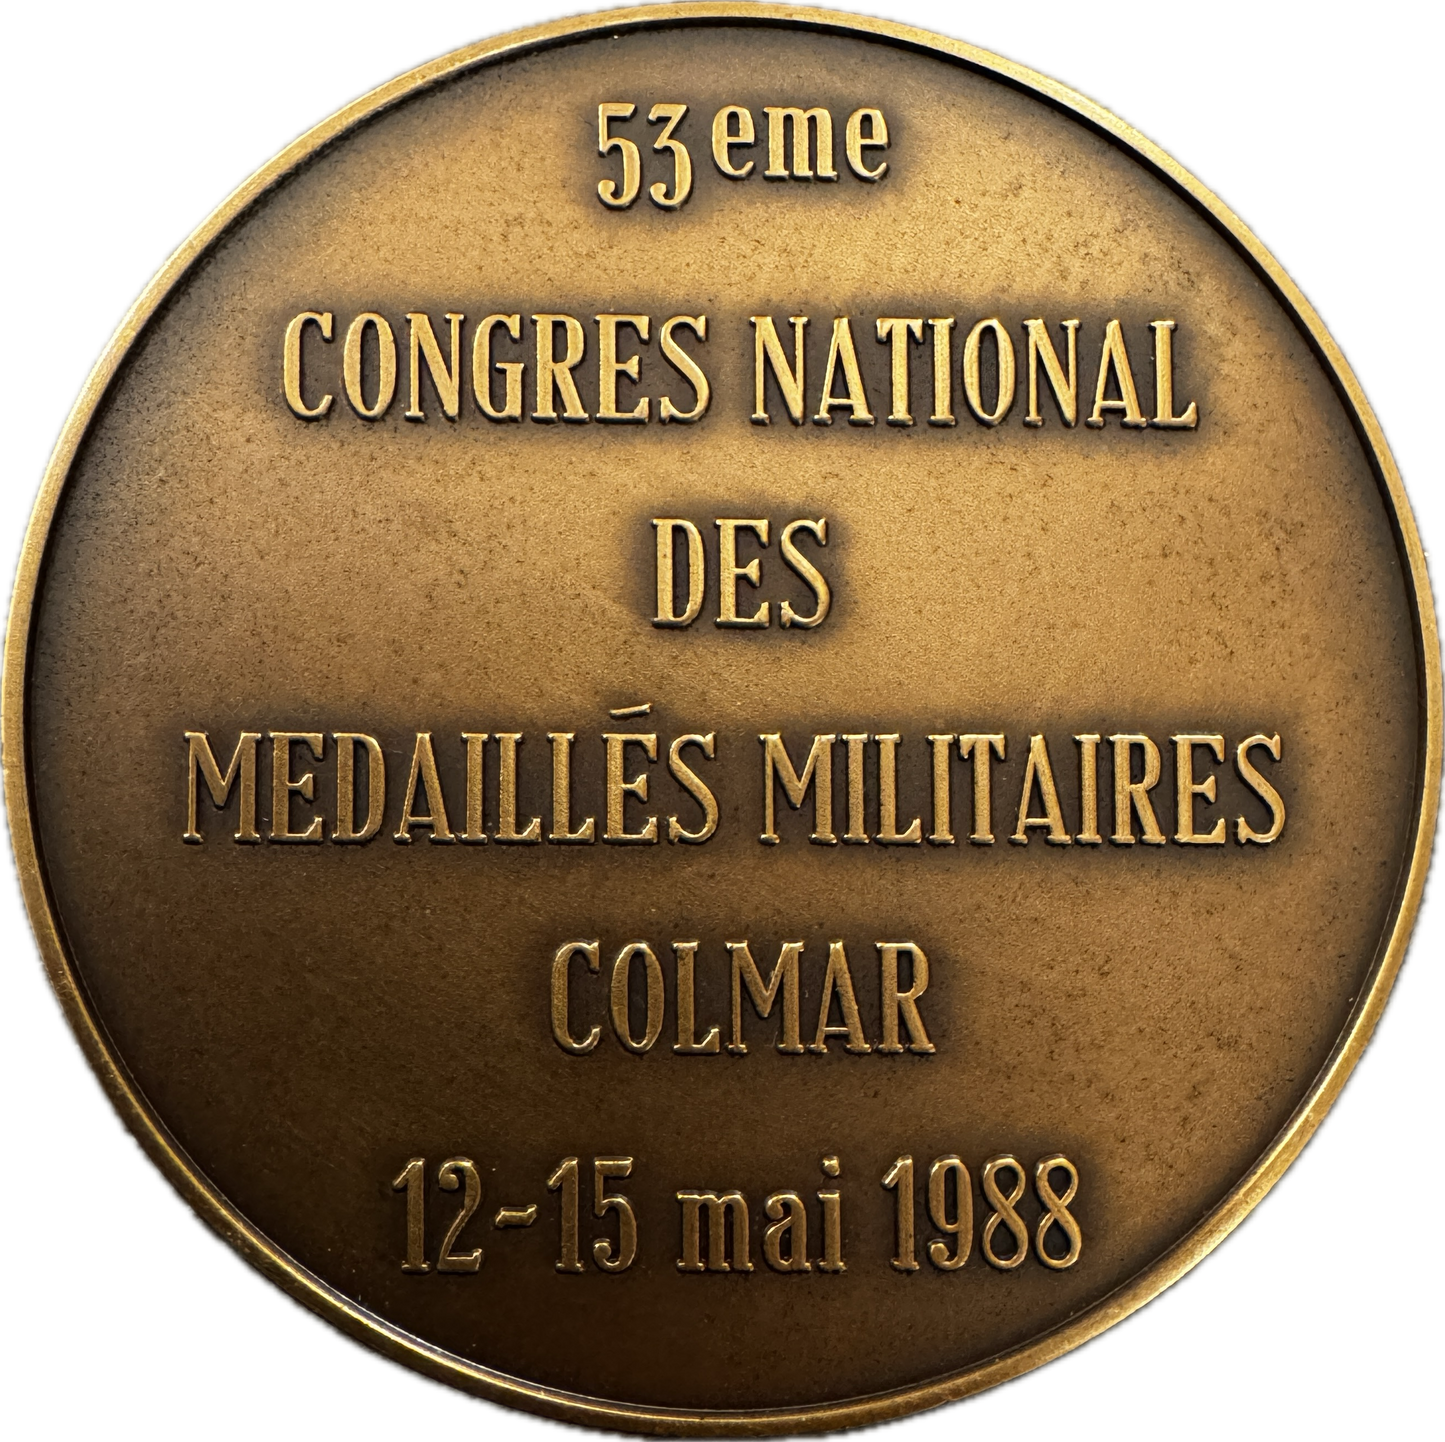 53eme
CONGRES NATIONAL
DES
MEDAILLÉS MILITAIRES
COLMAR
12-15 mai 1988